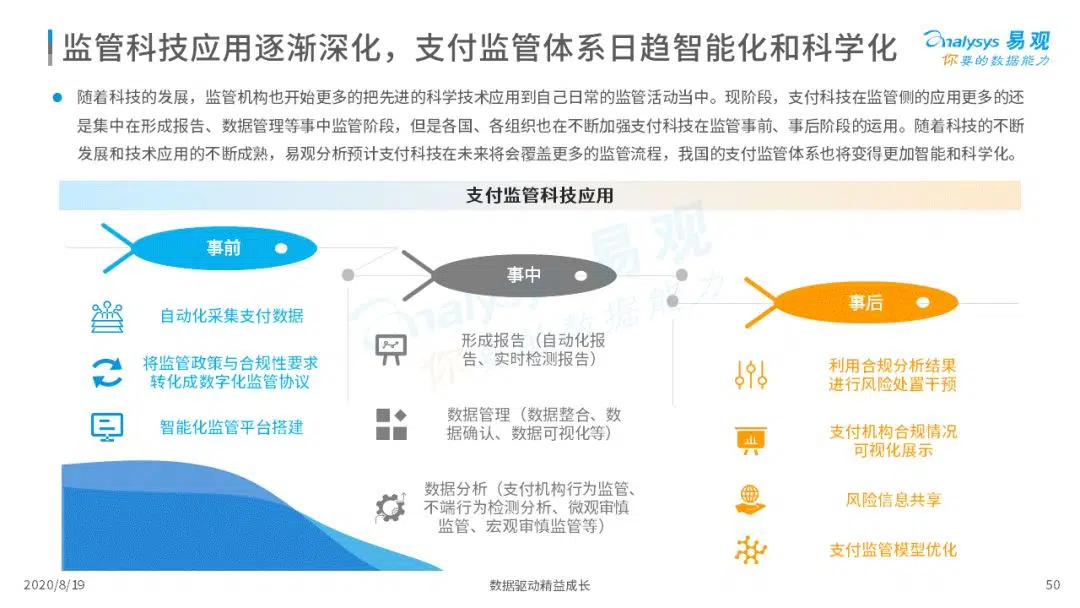 监管科技应用逐渐深化，支付监管体系日趋智能化和科学化
analysys 易观
你要的数据能力
随着科技的发展，监管机构也开始更多的把先进的科学技术应用到自己日常的监管活动当中。现阶段，支付科技在监管侧的应用更多的还
是集中在形成报告、数据管理等事中监管阶段，但是各国、各组织也在不断加强支付科技在监管事前、事后阶段的运用。随着科技的不断
发展和技术应用的不断成熟，易观分析预计支付科技在未来将会覆盖更多的监管流程，我国的支付监管体系也将变得更加智能和科学化。
支付监管科技应用
事前
自动化采集支付数据
将监管政策与合规性要求
转化成数字化监管协议
智能化监管平台搭建
事中
形成报告（自动化报
告、实时检测报告）
数据管理（数据整合、数
据确认、数据可视化等）
数据分析（支付机构行为监管、
不端行为检测分析、微观审慎
监管、宏观审慎监管等）
事后
利用合规分析结果
进行风险处置干预
支付机构合规情况
可视化展示
风险信息共享
支付监管模型优化
analysys 易观
你要的数据能力
2020/8/19
数据驱动精益成长
50